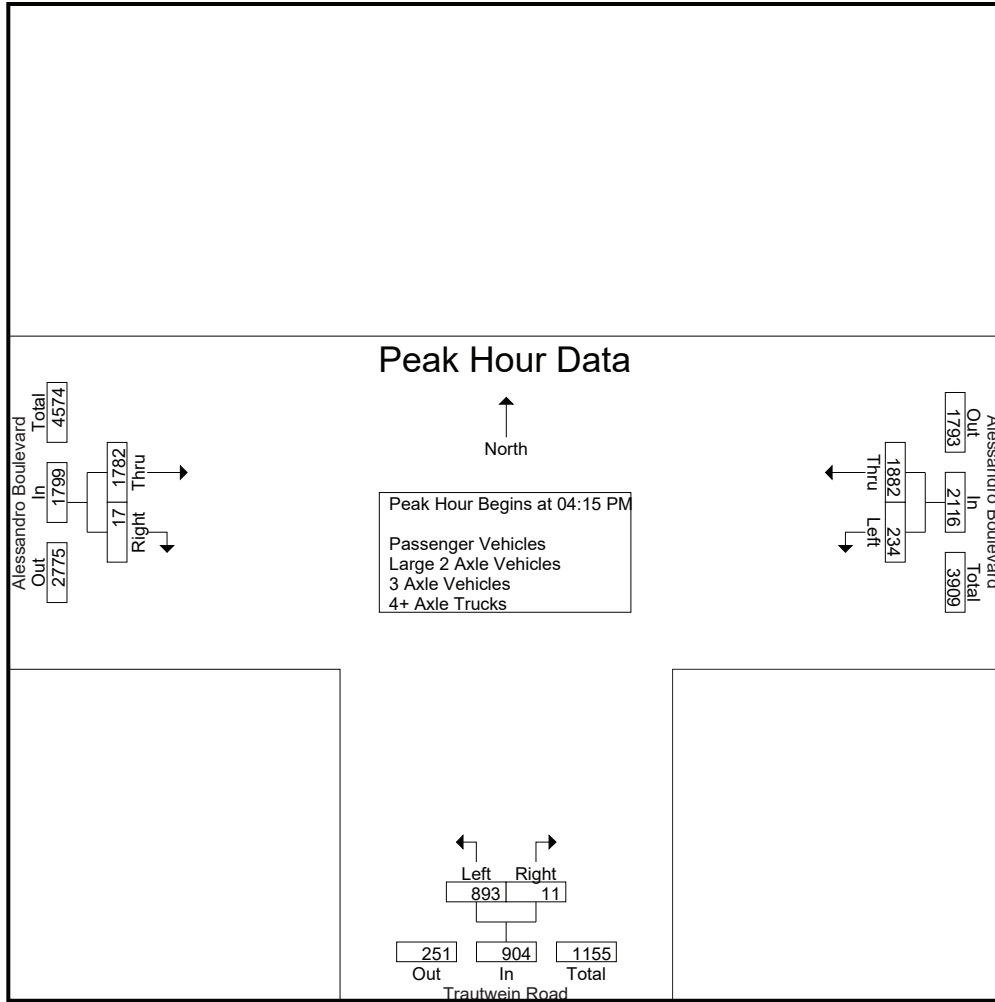 Peak Hour Data
North
Peak Hour Begins at 04:15 PM
Passenger Vehicles
Large 2 Axle Vehicles
3 Axle Vehicles
4+ Axle Trucks
Alessandro Boulevard
Out In Total
2775 1799 4574
Right Thru
17 1782
Alessandro Boulevard
Out In Total
1793 2116 3909
Thru Left
1882 234
Left Right
893 11
251 904 1155
Out In Total
Trautwein Road